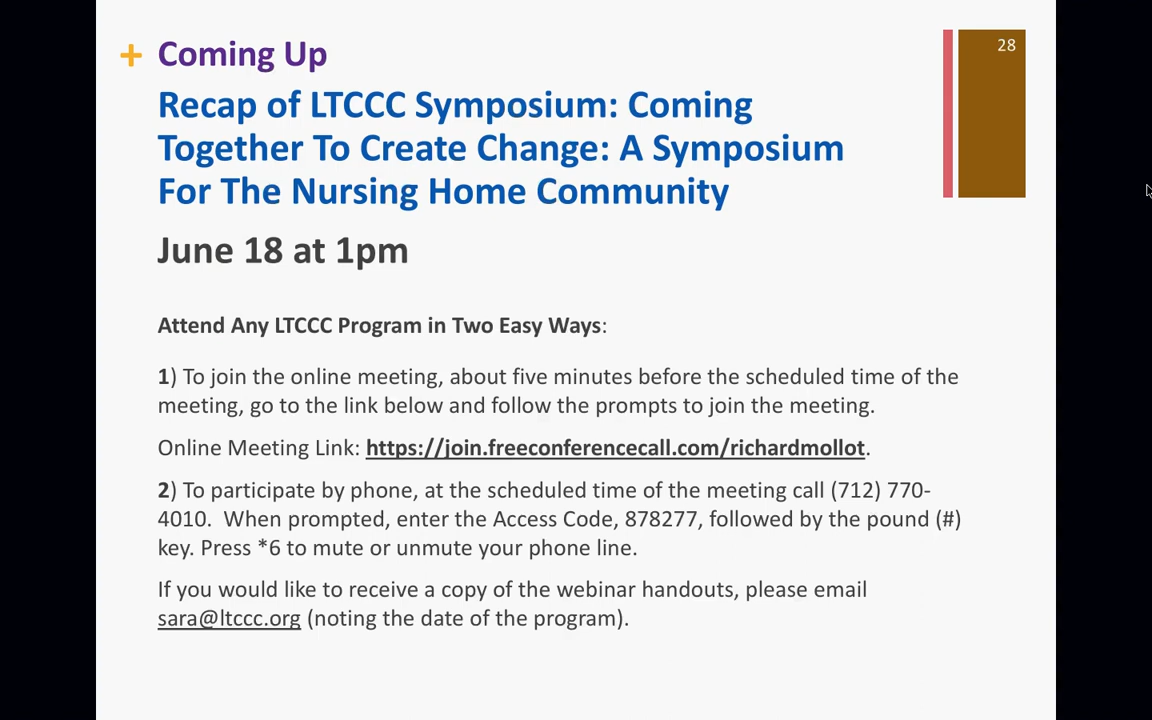 + Coming Up
28
Recap of LTCCC Symposium: Coming
Together To Create Change: A Symposium
For The Nursing Home Community
June 18 at 1pm
Attend Any LTCCC Program in Two Easy Ways:
1) To join the online meeting, about five minutes before the scheduled time of the
meeting, go to the link below and follow the prompts to join the meeting.
Online Meeting Link: https://join.freeconferencecall.com/richardmollot.
2) To participate by phone, at the scheduled time of the meeting call (712) 770-
4010.  When prompted, enter the Access Code, 878277, followed by the pound (#)
key. Press *6 to mute or unmute your phone line.
If you would like to receive a copy of the webinar handouts, please email
sara@ltccc.org (noting the date of the program).